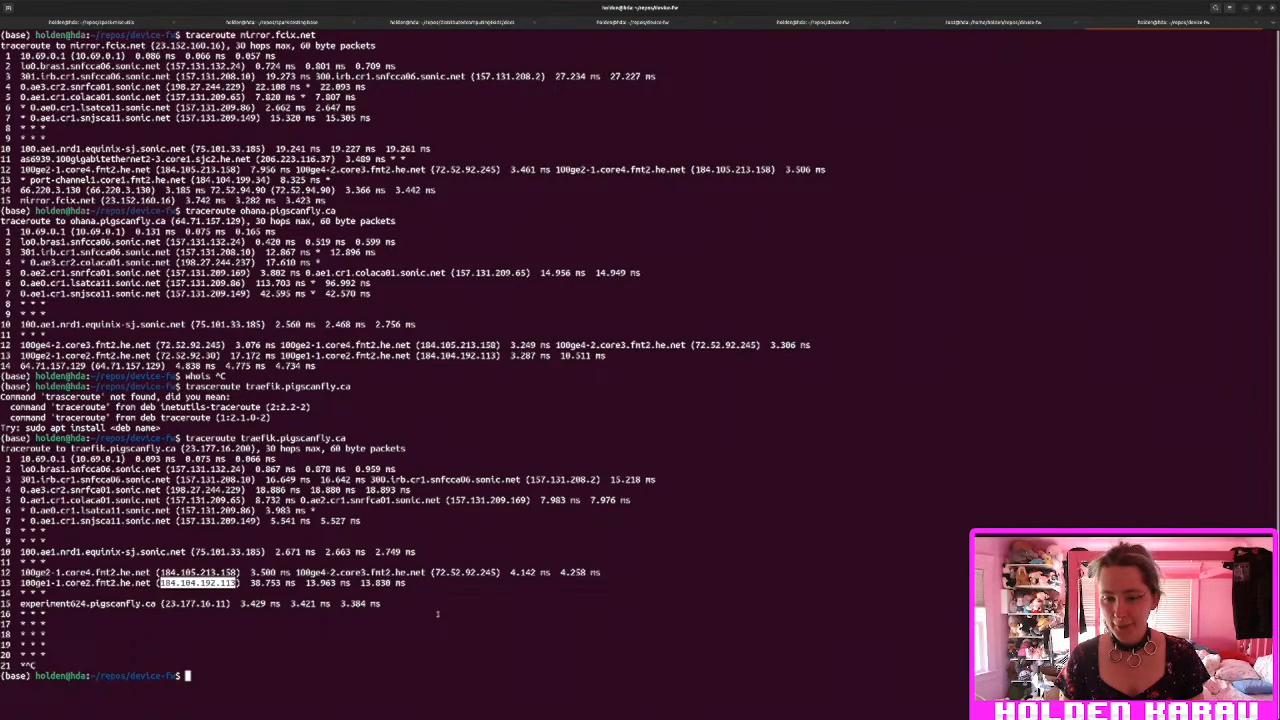 holden@hda:~/repos/device-fw
holden@hda:~/repos/device-fw
holden@hda:~/repos/device-fw
holden@hda:~/repos/device-fw
(base) holden@hda:~/repos/device-fw$ traceroute mirror.fcix.net
traceroute to mirror.fcix.net (23.152.160.16), 30 hops max, 60 byte packets
1 10.69.0.1 (10.69.0.1) 0.086 ms 0.066 ms 0.057 ms
2 lo0.bras1.snfcca06.sonic.net (157.131.132.24) 0.724 ms 0.801 ms 0.709 ms
3 301.irb.cr1.snfcca06.sonic.net (157.131.208.10) 19.273 ms 300.irb.cr1.snfcca06.sonic.net (157.131.208.2) 27.234 ms 27.227 ms
4 0.ae3.cr2.snrfca01.sonic.net (198.27.244.229) 22.108 ms * 22.093 ms
5 0.ae1.cr1.colaca01.sonic.net (157.131.209.65) 7.820 ms * 7.807 ms
6 * 0.ae0.cr1.lsatca11.sonic.net (157.131.209.86) 2.662 ms 2.647 ms
7 * 0.ae1.cr1.snjsca11.sonic.net (157.131.209.149) 15.320 ms 15.305 ms
8 * * *
9 * * *
10 100.ae1.nrd1.equinix-sj.sonic.net (75.101.33.185) 19.241 ms 19.227 ms 19.261 ms
11 as6939.100gigabitethernet2-3.core1.sjc2.he.net (206.223.116.37) 3.489 ms * *
12 100ge2-1.core4.fmt2.he.net (184.105.213.158) 7.956 ms 100ge4-2.core3.fmt2.he.net (72.52.92.245) 3.461 ms 100ge2-1.core4.fmt2.he.net (184.105.213.158) 3.506 ms
13 * port-channel1.core1.fmt2.he.net (184.104.199.34) 8.325 ms *
14 66.220.3.130 (66.220.3.130) 3.185 ms 72.52.94.90 (72.52.94.90) 3.366 ms 3.442 ms
15 mirror.fcix.net (23.152.160.16) 3.742 ms 3.282 ms 3.423 ms
(base) holden@hda:~/repos/device-fw$ traceroute ohana.pigscanfly.ca
traceroute to ohana.pigscanfly.ca (64.71.157.129), 30 hops max, 60 byte packets
1 10.69.0.1 (10.69.0.1) 0.131 ms 0.075 ms 0.165 ms
2 lo0.bras1.snfcca06.sonic.net (157.131.132.24) 0.420 ms 0.519 ms 0.599 ms
3 301.irb.cr1.snfcca06.sonic.net (157.131.208.10) 12.867 ms * 12.896 ms
4 * 0.ae3.cr2.colaca01.sonic.net (198.27.244.237) 17.610 ms *
5 0.ae2.cr1.snrfca01.sonic.net (157.131.209.169) 3.802 ms 0.ae1.cr1.colaca01.sonic.net (157.131.209.65) 14.956 ms 14.949 ms
6 0.ae0.cr1.lsatca11.sonic.net (157.131.209.86) 113.703 ms * 96.992 ms
7 0.ae1.cr1.snjsca11.sonic.net (157.131.209.149) 42.595 ms * 42.570 ms
8 * * *
9 * * *
10 100.ae1.nrd1.equinix-sj.sonic.net (75.101.33.185) 2.560 ms 2.468 ms 2.756 ms
11 * * *
12 100ge4-2.core3.fmt2.he.net (72.52.92.245) 3.076 ms 100ge2-1.core4.fmt2.he.net (184.105.213.158) 3.249 ms 100ge4-2.core3.fmt2.he.net (72.52.92.245) 3.306 ms
13 100ge2-1.core2.fmt2.he.net (72.52.92.30) 17.172 ms 100ge1-1.core2.fmt2.he.net (184.104.192.113) 3.287 ms 10.511 ms
14 64.71.157.129 (64.71.157.129) 4.838 ms 4.775 ms 4.734 ms
(base) holden@hda:~/repos/device-fw$ whois ^C
(base) holden@hda:~/repos/device-fw$ trasceroute traefik.pigscanfly.ca
Command 'trasceroute' not found, did you mean:
command 'traceroute' from deb inetutils-traceroute (2:2.2-2)
command 'traceroute' from deb traceroute (1:2.1.0-2)
Try: sudo apt install <deb name>
(base) holden@hda:~/repos/device-fw$ traceroute traefik.pigscanfly.ca
traceroute to traefik.pigscanfly.ca (23.177.16.200), 30 hops max, 60 byte packets
1 10.69.0.1 (10.69.0.1) 0.093 ms 0.075 ms 0.066 ms
2 lo0.bras1.snfcca06.sonic.net (157.131.132.24) 0.867 ms 0.878 ms 0.959 ms
3 301.irb.cr1.snfcca06.sonic.net (157.131.208.10) 16.649 ms 16.642 ms 300.irb.cr1.snfcca06.sonic.net (157.131.208.2) 15.218 ms
4 0.ae3.cr2.snrfca01.sonic.net (198.27.244.229) 18.886 ms 18.880 ms 18.893 ms
5 0.ae1.cr1.colaca01.sonic.net (157.131.209.65) 8.732 ms 0.ae2.cr1.snrfca01.sonic.net (157.131.209.169) 7.983 ms 7.976 ms
6 * 0.ae0.cr1.lsatca11.sonic.net (157.131.209.86) 3.983 ms *
7 * 0.ae1.cr1.snjsca11.sonic.net (157.131.209.149) 5.541 ms 5.527 ms
8 * * *
9 * * *
10 100.ae1.nrd1.equinix-sj.sonic.net (75.101.33.185) 2.671 ms 2.663 ms 2.749 ms
11 * * *
12 100ge2-1.core4.fmt2.he.net (184.105.213.158) 3.500 ms 100ge4-2.core3.fmt2.he.net (72.52.92.245) 4.142 ms 4.258 ms
13 100ge1-1.core2.fmt2.he.net (184.104.192.113) 38.753 ms 13.963 ms 13.830 ms
14 * * *
15 experiment624.pigscanfly.ca (23.177.16.11) 3.429 ms 3.421 ms 3.384 ms
16 * * *
17 * * *
18 * * *
19 * * *
20 * * *
21 *^C
(base) holden@hda:~/repos/device-fw$
HOLDEN KARAU